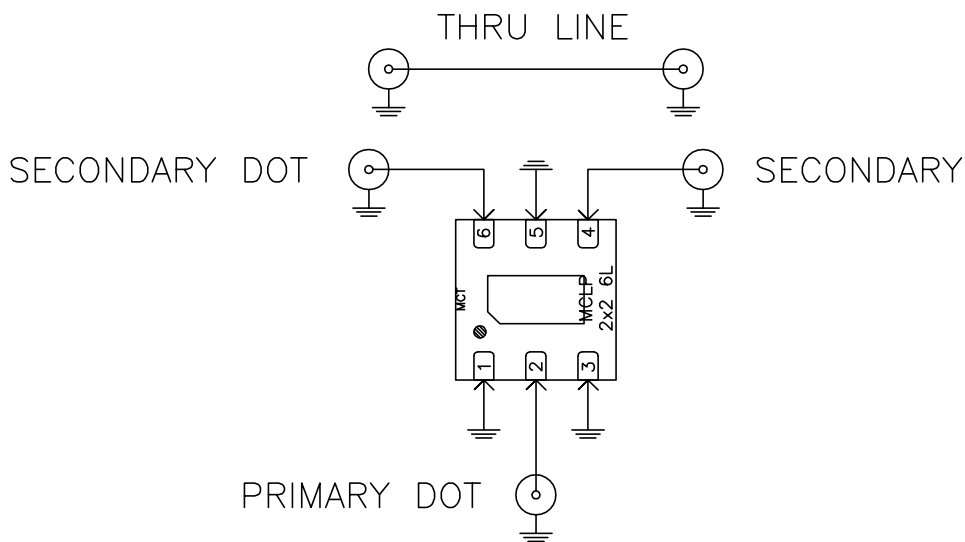 THRU LINE
SECONDARY DOT
SECONDARY
6
5
4
MCT
MCLP
2x2 6L
1
2
3
PRIMARY DOT